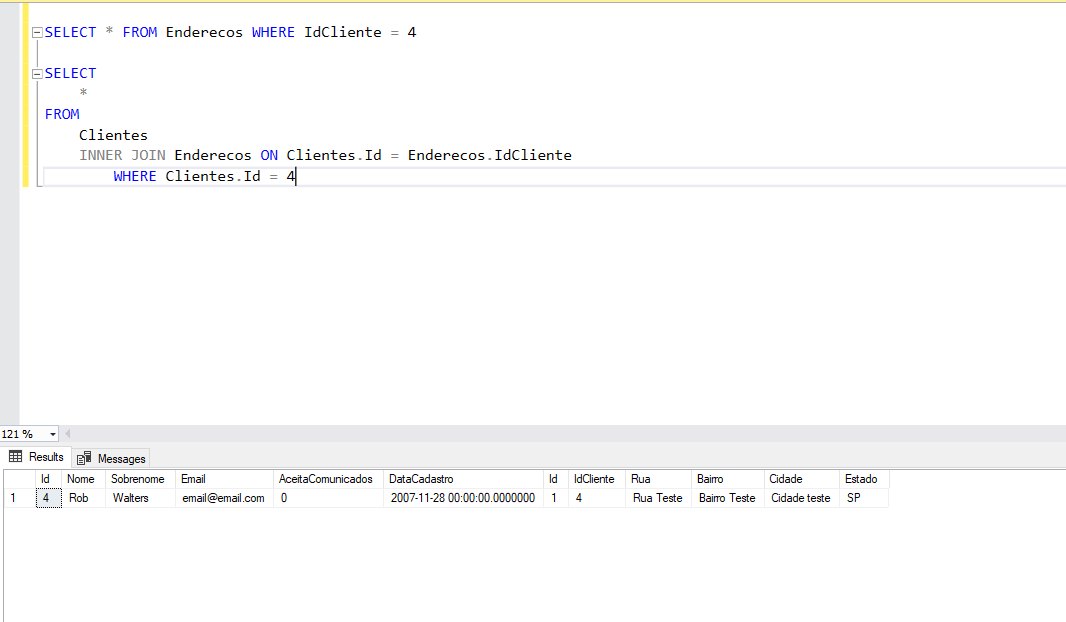 SELECT * FROM Enderecos WHERE IdCliente = 4
SELECT
*
FROM
Clientes
INNER JOIN Enderecos ON Clientes.Id = Enderecos.IdCliente
WHERE Clientes.Id = 4
121 %
Results Messages
Id Nome Sobrenome Email AceitaComunicados DataCadastro Id IdCliente Rua Bairro Cidade Estado
1 4 Rob Walters email@email.com 0 2007-11-28 00:00:00.0000000 1 4 Rua Teste Bairro Teste Cidade teste SP